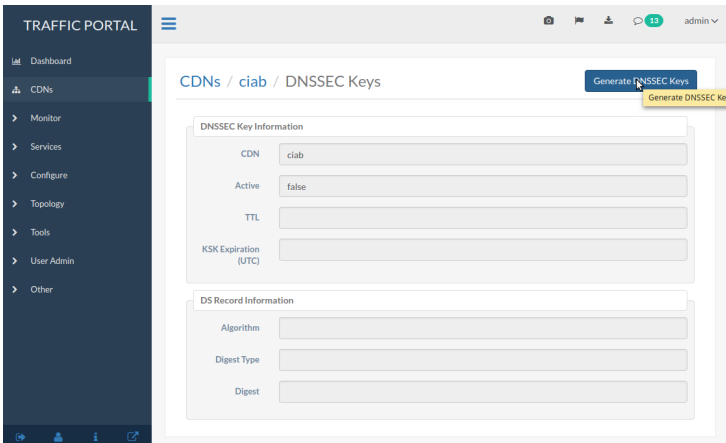 TRAFFIC PORTAL
13
admin
Dashboard
CDNs
Monitor
Services
Configure
Topology
Tools
User Admin
Other
CDNs / ciab / DNSSEC Keys
Generate DNSSEC Keys
Generate DNSSEC Ke
DNSSEC Key Information
CDN
ciab
Active
false
TTL
KSK Expiration
(UTC)
DS Record Information
Algorithm
Digest Type
Digest